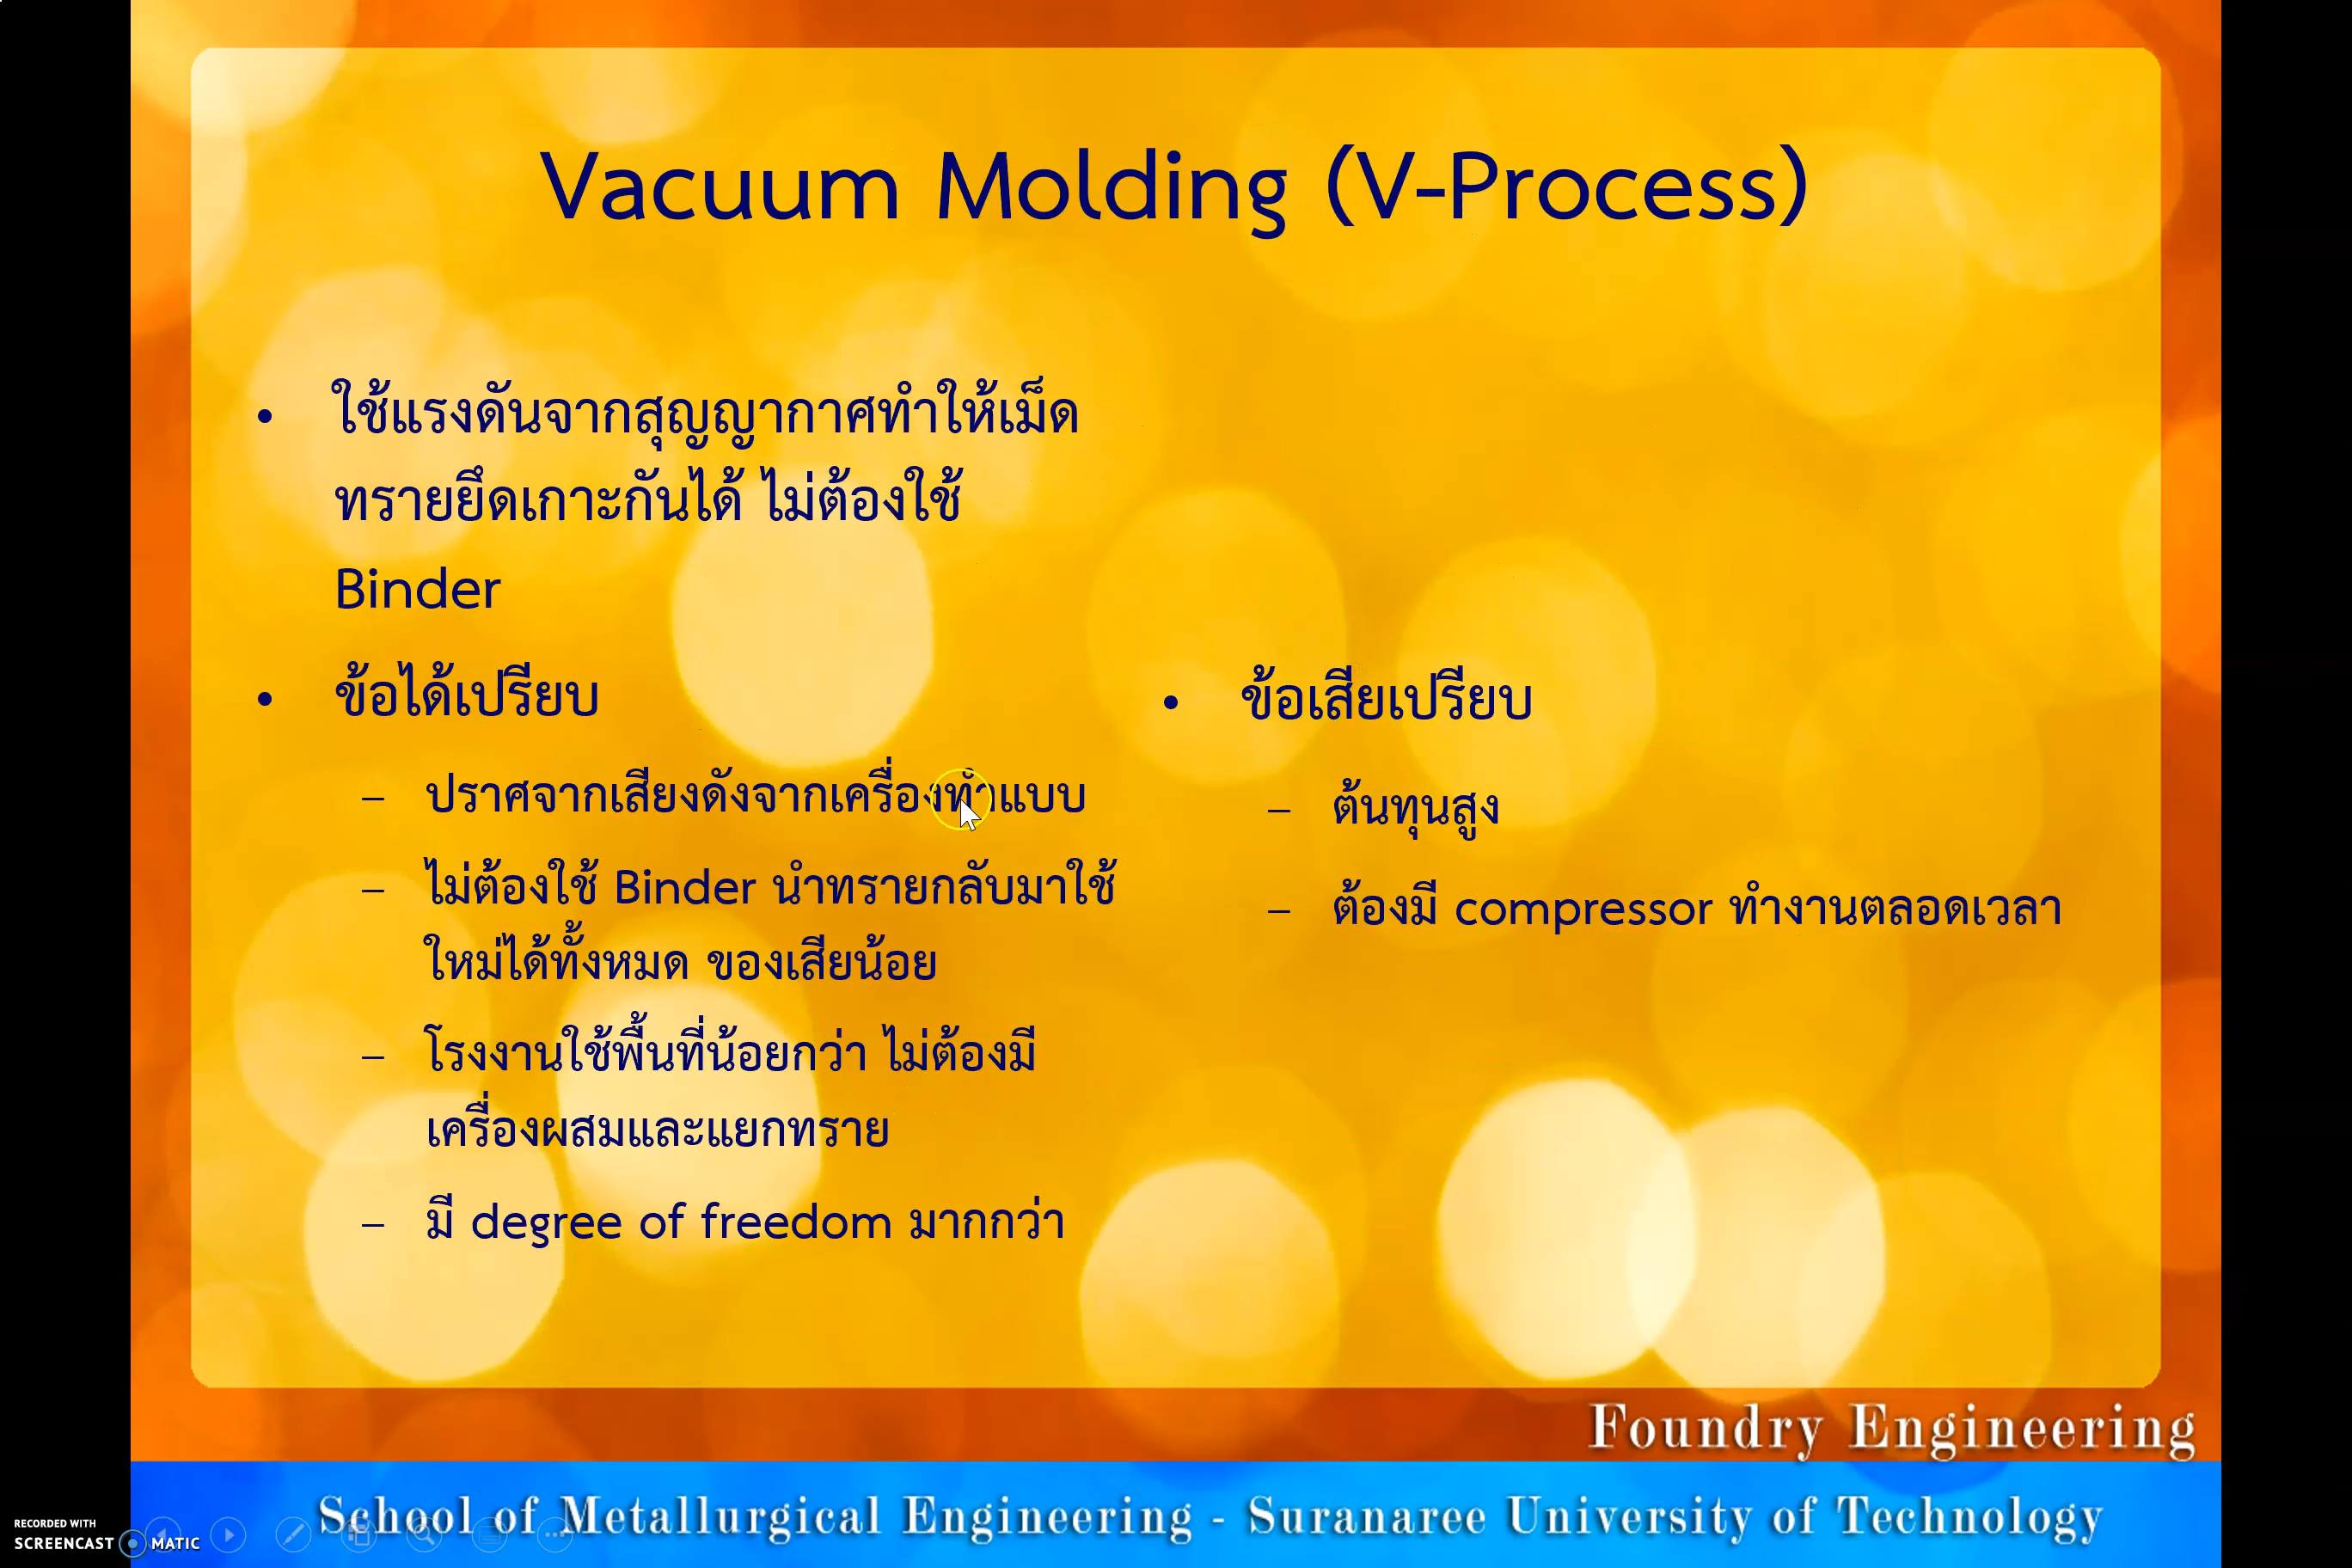 Vacuum Molding (V-Process)
• ใช้แรงดันจากสุญญากาศทำให้เม็ด
ทรายยึดเกาะกันได้ ไม่ต้องใช้
Binder
• ข้อได้เปรียบ
– ปราศจากเสียงดังจากเครื่องทำแบบ
– ไม่ต้องใช้ Binder นำทรายกลับมาใช้
ใหม่ได้ทั้งหมด ของเสียน้อย
– โรงงานใช้พื้นที่น้อยกว่า ไม่ต้องมี
เครื่องผสมและแยกทราย
– มี degree of freedom มากกว่า
• ข้อเสียเปรียบ
– ต้นทุนสูง
– ต้องมี compressor ทำงานตลอดเวลา
Foundry Engineering
School of Metallurgical Engineering - Suranaree University of Technology
RECORDED WITH
SCREENCAST MATIC